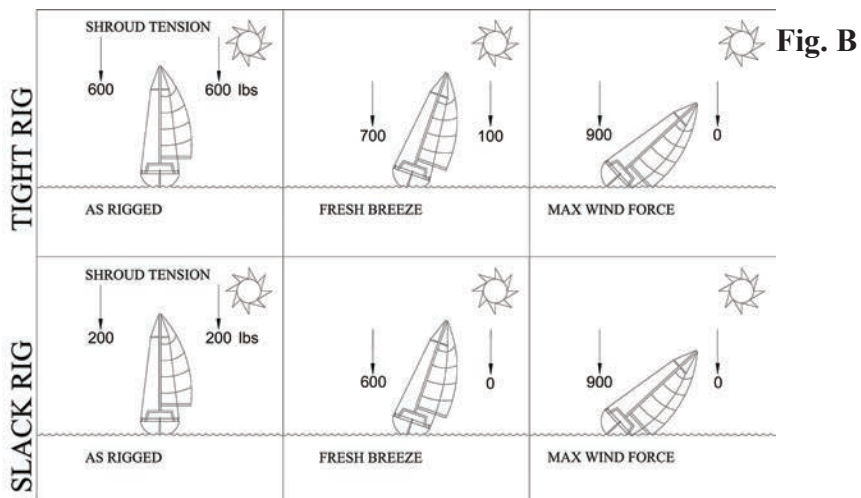 Fig. B
TIGHT RIG
SHROUD TENSION
600 600 lbs
AS RIGGED
700 100
FRESH BREEZE
900 0
MAX WIND FORCE
SLACK RIG
SHROUD TENSION
200 200 lbs
AS RIGGED
600 0
FRESH BREEZE
900 0
MAX WIND FORCE